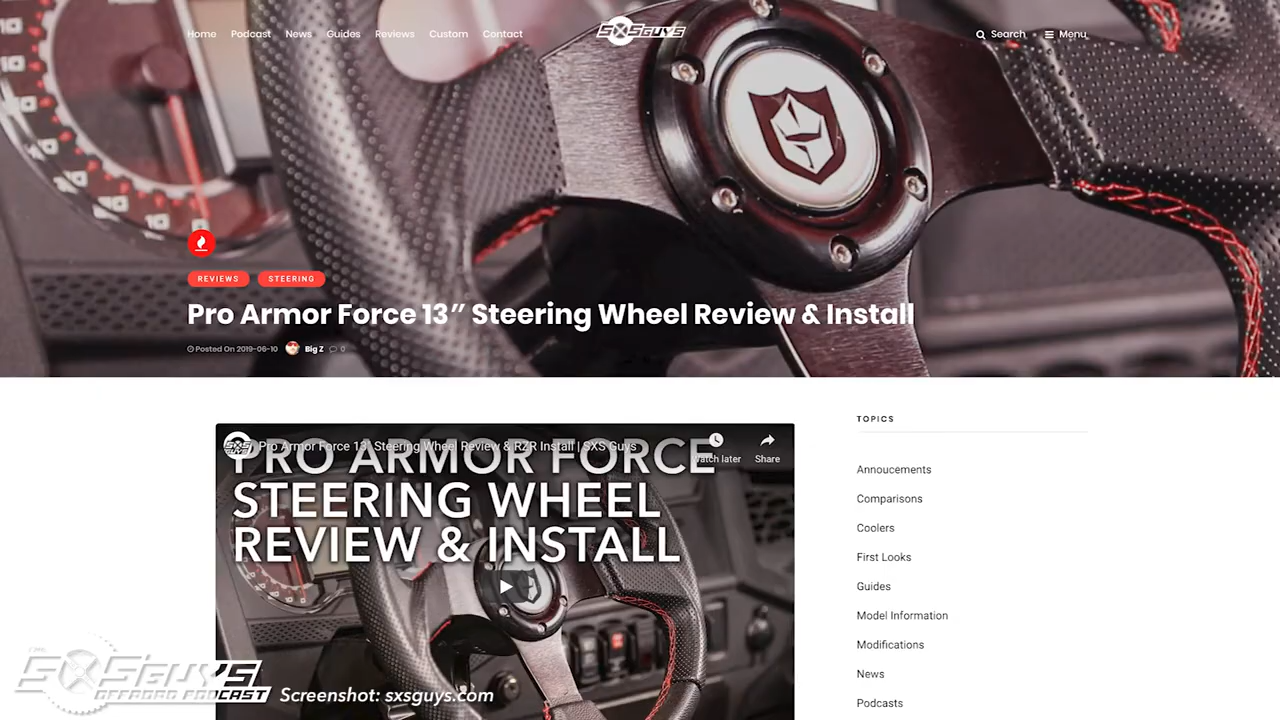 Home Podcast News Guides Reviews Custom Contact
SXSGUYS
Search Menu
REVIEWS STEERING
Pro Armor Force 13″ Steering Wheel Review & Install
Posted On 2019-06-10 Big Z 0
TOPICS
Annoucements
Comparisons
Coolers
First Looks
Guides
Model Information
Modifications
News
Podcasts
Pro Armor Force 13" Steering Wheel Review & RZR Install | SXS Guys
Watch later Share
PRO ARMOR FORCE
STEERING WHEEL
REVIEW & INSTALL
THE
SXSGUYS
OFFROAD PODCAST
Screenshot: sxsguys.com